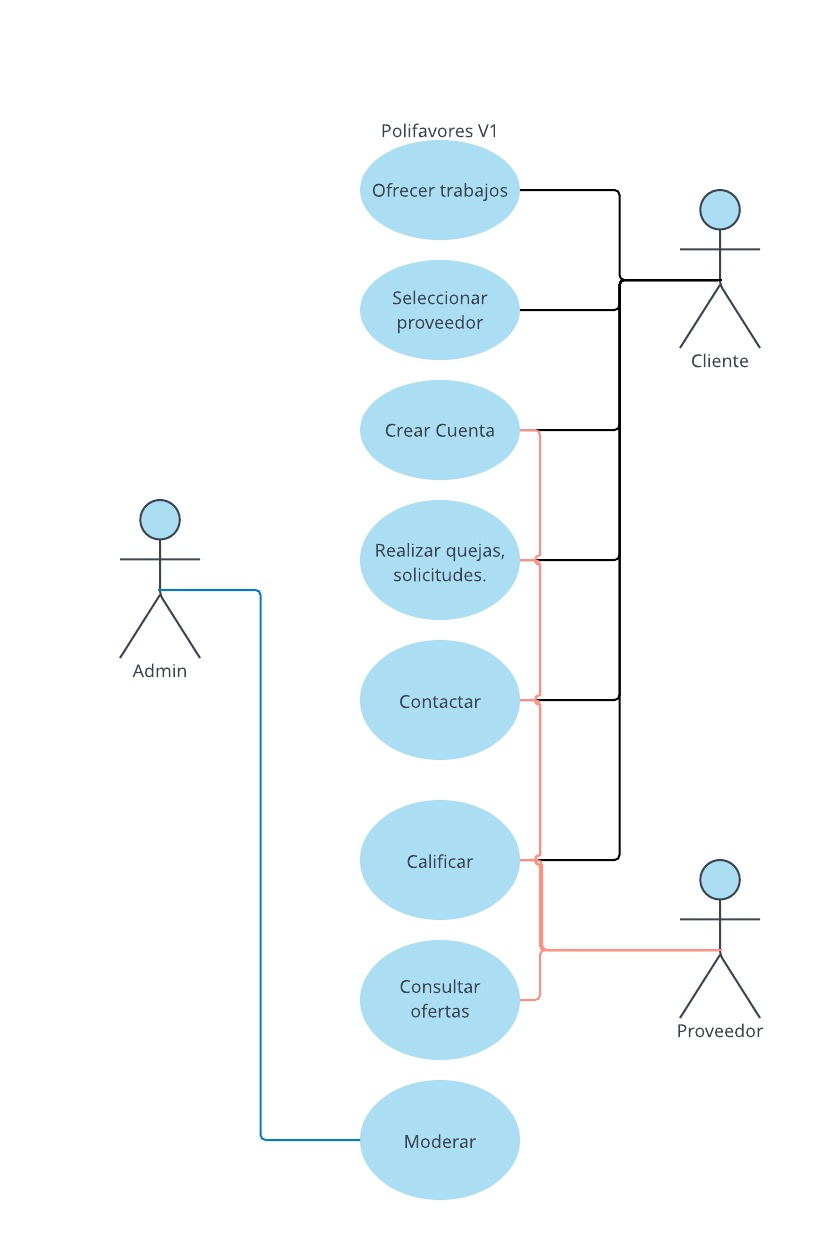 Polifavores V1
Ofrecer trabajos
Seleccionar
proveedor
Cliente
Crear Cuenta
Realizar quejas,
solicitudes.
Admin
Contactar
Calificar
Consultar
ofertas
Proveedor
Moderar